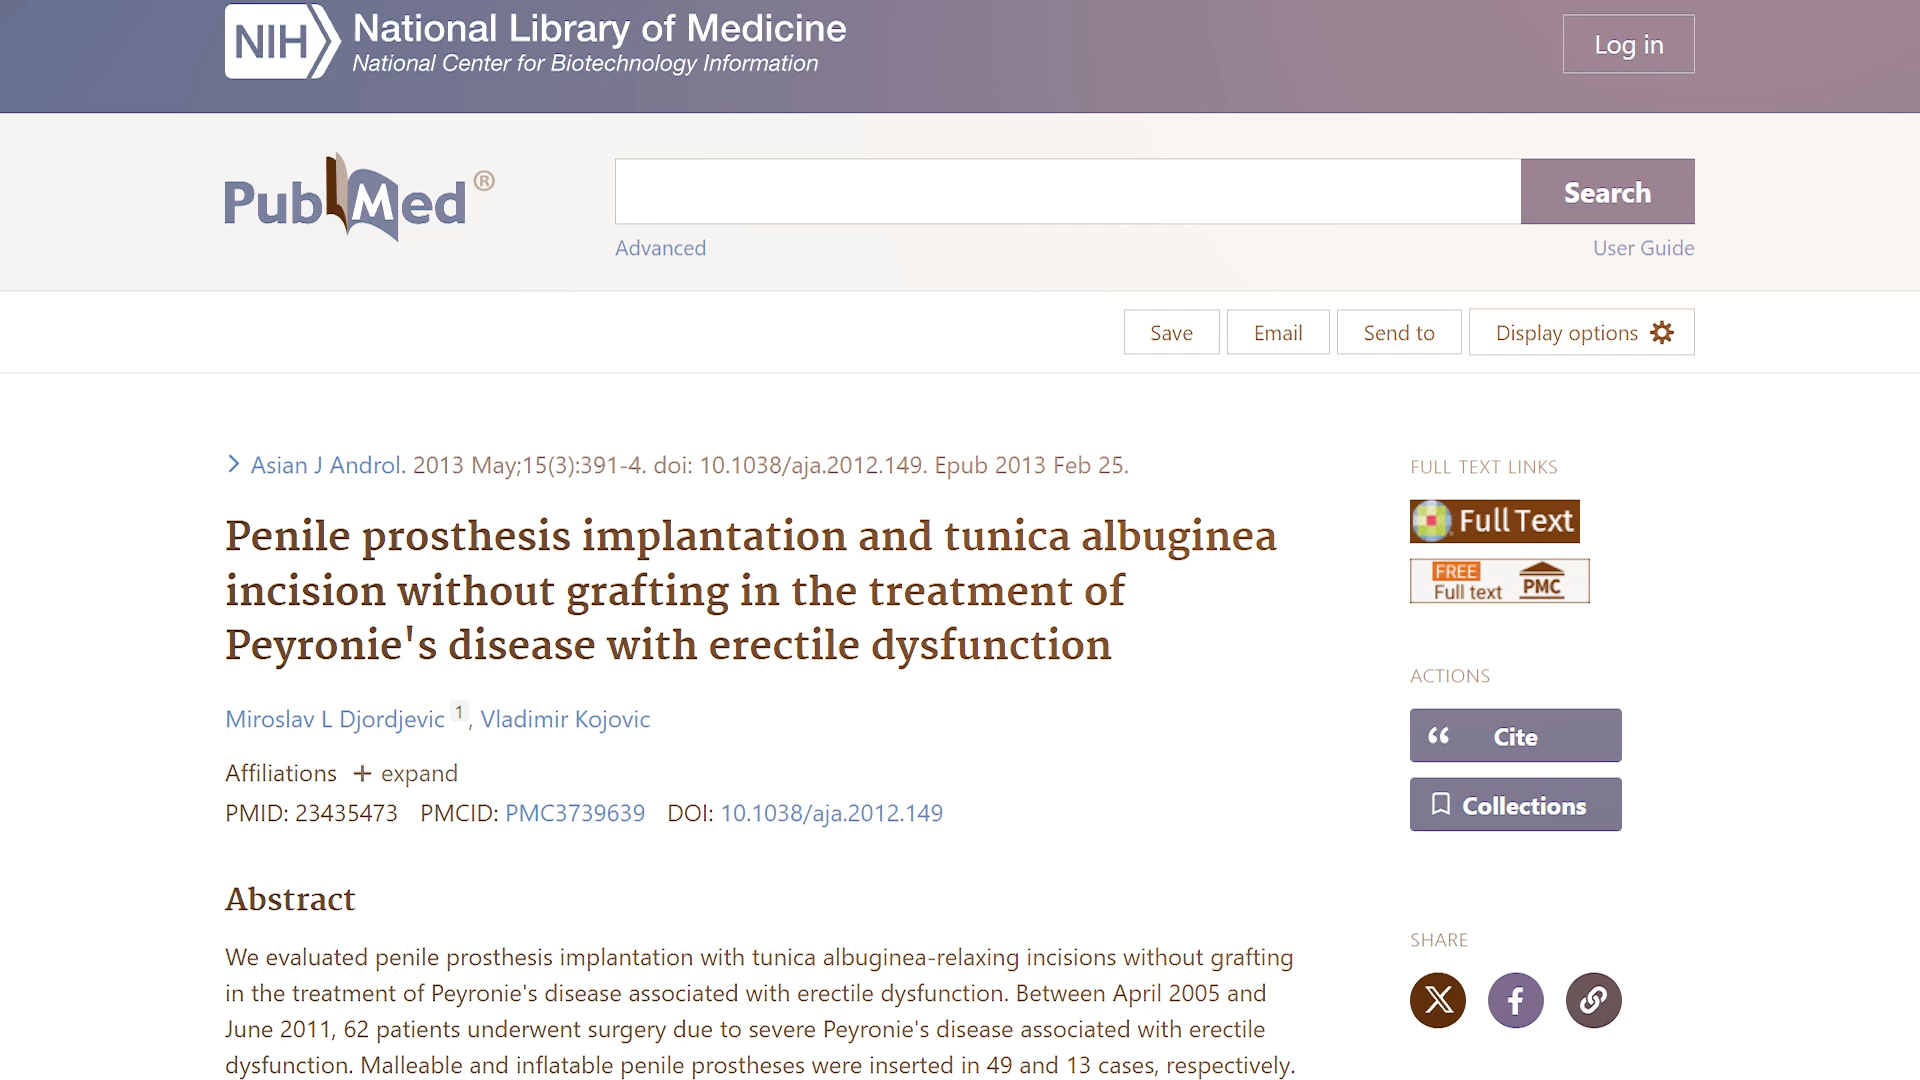 NIH National Library of Medicine
National Center for Biotechnology Information
Log in
PubMed®
Search
Advanced
User Guide
Save
Email
Send to
Display options
Asian J Androl. 2013 May;15(3):391-4. doi: 10.1038/aja.2012.149. Epub 2013 Feb 25.
Penile prosthesis implantation and tunica albuginea
incision without grafting in the treatment of
Peyronie's disease with erectile dysfunction
Miroslav L Djordjevic 1, Vladimir Kojovic
Affiliations + expand
PMID: 23435473 PMCID: PMC3739639 DOI: 10.1038/aja.2012.149
Abstract
We evaluated penile prosthesis implantation with tunica albuginea-relaxing incisions without grafting
in the treatment of Peyronie's disease associated with erectile dysfunction. Between April 2005 and
June 2011, 62 patients underwent surgery due to severe Peyronie's disease associated with erectile
dysfunction. Malleable and inflatable penile prostheses were inserted in 49 and 13 cases, respectively.
FULL TEXT LINKS
Full Text
FREE
Full text
PMC
ACTIONS
Cite
Collections
SHARE